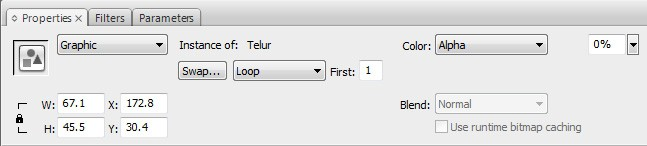 Properties × Filters Parameters
Graphic Instance of: Telur Color: Alpha 0%
Swap... Loop First: 1
W: 67.1 X: 172.8 Blend: Normal
H: 45.5 Y: 30.4 Use runtime bitmap caching